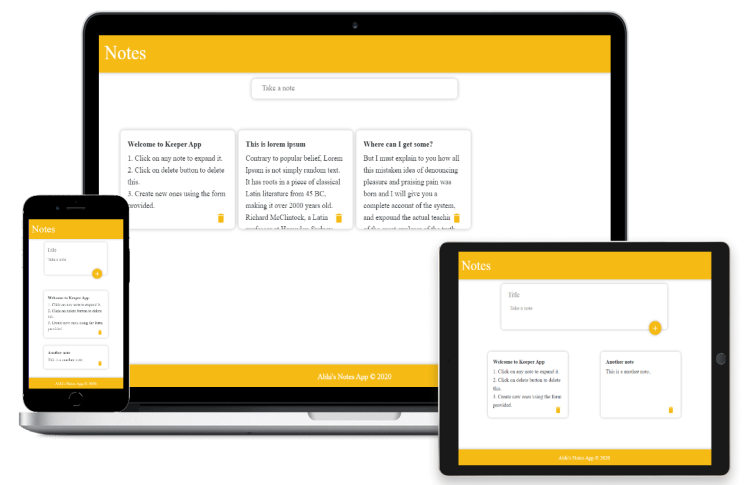 Notes
Take a note
Welcome to Keeper App
1. Click on any note to expand it.
2. Click on delete button to delete
this.
3. Create new ones using the form
provided.
This is lorem ipsum
Contrary to popular belief, Lorem
Ipsum is not simply random text.
It has roots in a piece of classical
Latin literature from 45 BC,
making it over 2000 years old.
Richard McClintock, a Latin
Where can I get some?
But I must explain to you how all
this mistaken idea of denouncing
pleasure and praising pain was
born and I will give you a
complete account of the system,
and expound the actual
Notes
Title
Take a note
+
Welcome to Keeper App
1. Click on any note to expand it.
2. Click on delete button to delete
this.
3. Create new ones using the form
provided.
Another note
This is another note.
Alda's Notes App © 2020
Alda's Notes App © 2020
Notes
Title
Take a note
+
Welcome to Keeper App
1. Click on any note to expand it.
2. Click on delete button to delete
this.
3. Create new ones using the form
provided.
Another note
This is another note.
Alda's Notes App © 2020